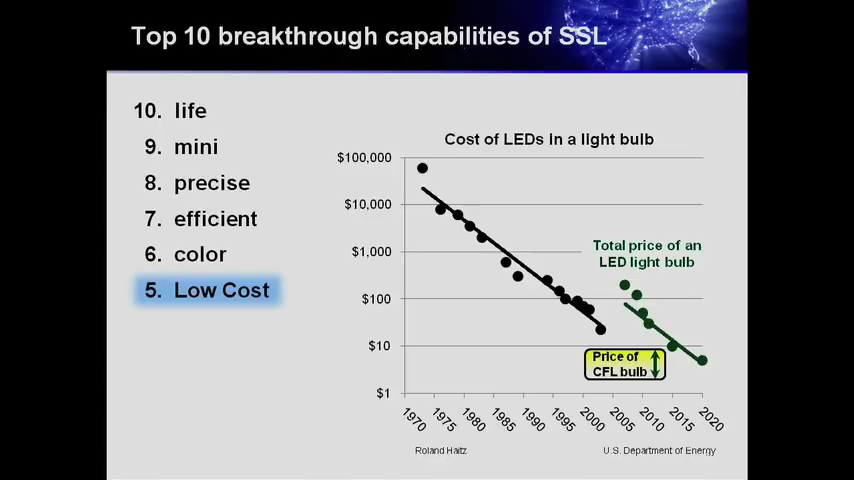 Top 10 breakthrough capabilities of SSL
10. life
9. mini
8. precise
7. efficient
6. color
5. Low Cost
Cost of LEDs in a light bulb
$100,000
$10,000
$1,000
$100
$10
$1
Total price of an
LED light bulb
Price of
CFL bulb
1970
1975
1980
1985
1990
1995
2000
2005
2010
2015
2020
Roland Haitz
U.S. Department of Energy